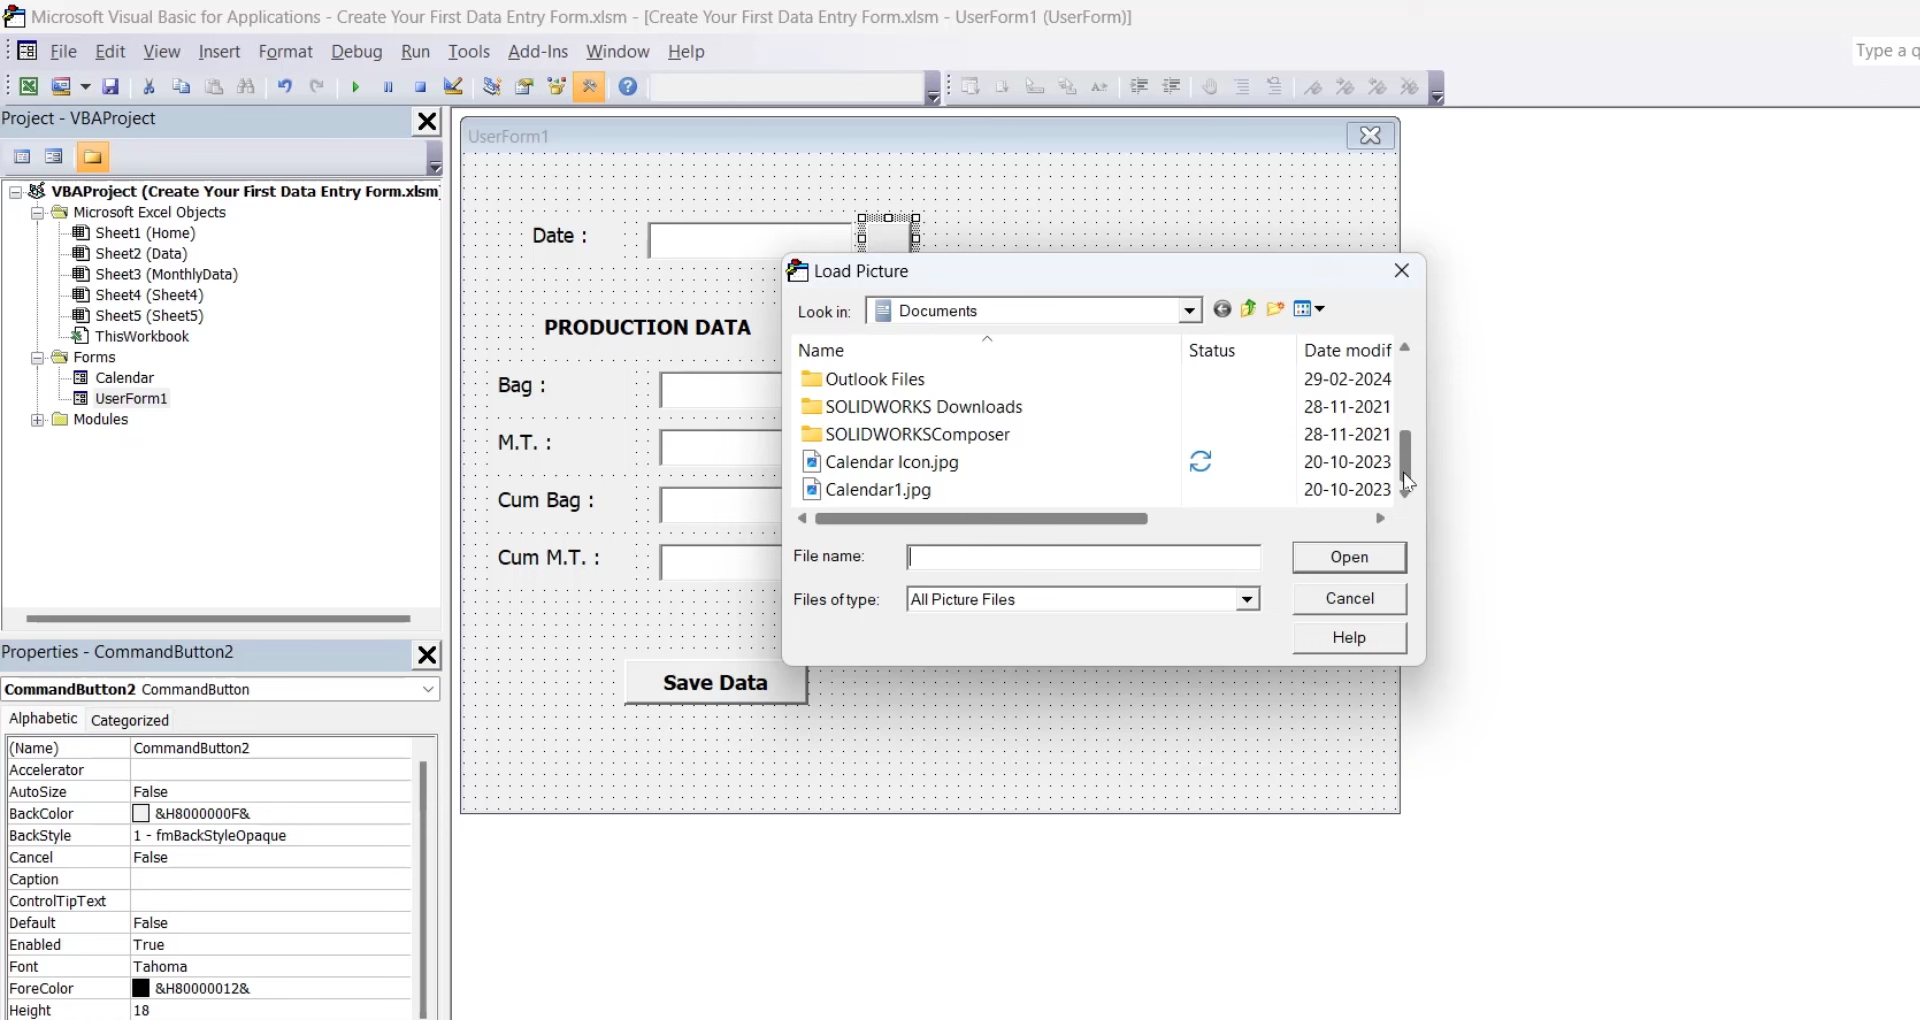 Microsoft Visual Basic for Applications - Create Your First Data Entry Form.xlsm - [Create Your First Data Entry Form.xlsm - UserForm1 (UserForm)]
File Edit View Insert Format Debug Run Tools Add-Ins Window Help
Type a q
Project - VBAProject
VBAProject (Create Your First Data Entry Form.xlsm
Microsoft Excel Objects
Sheet1 (Home)
Sheet2 (Data)
Sheet3 (MonthlyData)
Sheet4 (Sheet4)
Sheet5 (Sheet5)
ThisWorkbook
Forms
Calendar
UserForm1
Modules
Properties - CommandButton2
CommandButton2 CommandButton
Alphabetic Categorized
(Name) CommandButton2
Accelerator
AutoSize False
BackColor &H8000000F&
BackStyle 1 - fmBackStyleOpaque
Cancel False
Caption
ControlTipText
Default False
Enabled True
Font Tahoma
ForeColor &H80000012&
Height 18
UserForm1
Date :
PRODUCTION DATA
Bag :
M.T. :
Cum Bag :
Cum M.T. :
Save Data
Load Picture
Look in: Documents
Name Status Date modif
Outlook Files 29-02-2024
SOLIDWORKS Downloads 28-11-2021
SOLIDWORKSComposer 28-11-2021
Calendar Icon.jpg 20-10-2023
Calendar1.jpg 20-10-2023
File name: Open
Files of type: All Picture Files Cancel
Help